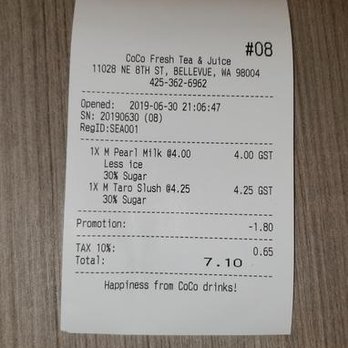 #08
CoCo Fresh Tea & Juice
11028 NE 8TH ST, BELLEVUE, WA 98004
425-362-6962
Opened: 2019-06-30 21:06:47
SN: 20190630 (08)
RegID:SEA001
1X M Pearl Milk @4.00 4.00 GST
Less ice
30% Sugar
1X M Taro Slush @4.25 4.25 GST
30% Sugar
Promotion: -1.80
TAX 10%: 0.65
Total: 7.10
Happiness from CoCo drinks!